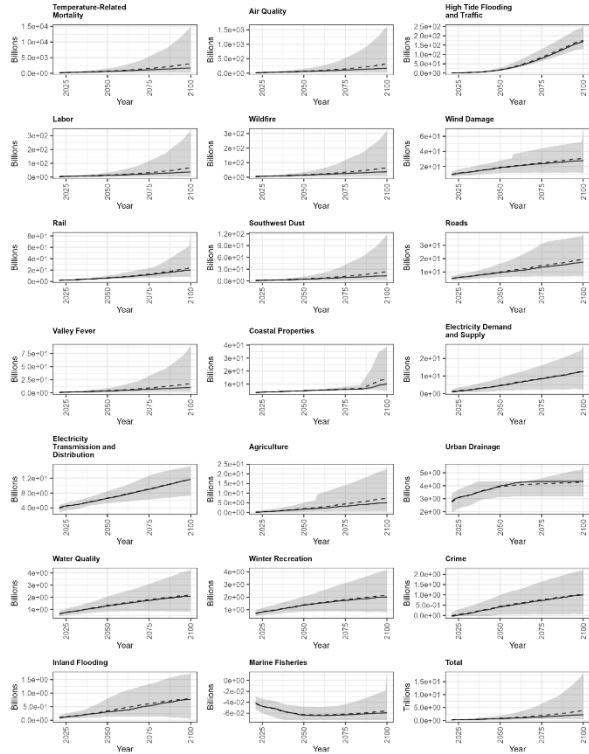 Temperature-Related
Mortality
Billions
1.5e+04
1.0e+04
5.0e+03
0.0e+00
2025
2050
2075
2100
Year
Air Quality
Billions
1.5e+03
1.0e+03
5.0e+02
0.0e+00
2025
2050
2075
2100
Year
High Tide Flooding
and Traffic
Billions
2.5e+02
2.0e+02
1.5e+02
1.0e+02
5.0e+01
0.0e+00
2025
2050
2075
2100
Year
Labor
Billions
3e+02
2e+02
1e+02
0e+00
2025
2050
2075
2100
Year
Wildfire
Billions
3e+02
2e+02
1e+02
0e+00
2025
2050
2075
2100
Year
Wind Damage
Billions
6e+01
4e+01
2e+01
2025
2050
2075
2100
Year
Rail
Billions
8e+01
6e+01
4e+01
2e+01
0e+00
2025
2050
2075
2100
Year
Southwest Dust
Billions
1.2e+02
9.0e+01
6.0e+01
3.0e+01
0.0e+00
2025
2050
2075
2100
Year
Roads
Billions
3e+01
2e+01
1e+01
2025
2050
2075
2100
Year
Valley Fever
Billions
7.5e+01
5.0e+01
2.5e+01
0.0e+00
2025
2050
2075
2100
Year
Coastal Properties
Billions
4e+01
3e+01
2e+01
1e+01
2025
2050
2075
2100
Year
Electricity Demand
and Supply
Billions
2e+01
1e+01
0e+00
2025
2050
2075
2100
Year
Electricity
Transmission and
Distribution
Billions
1.2e+01
8.0e+00
4.0e+00
2025
2050
2075
2100
Year
Agriculture
Billions
2.5e+01
2.0e+01
1.5e+01
1.0e+01
5.0e+00
0.0e+00
2025
2050
2075
2100
Year
Urban Drainage
Billions
5e+00
4e+00
3e+00
2e+00
2025
2050
2075
2100
Year
Water Quality
Billions
4e+00
3e+00
2e+00
1e+00
2025
2050
2075
2100
Year
Winter Recreation
Billions
4e+00
3e+00
2e+00
1e+00
2025
2050
2075
2100
Year
Crime
Billions
2.0e+00
1.5e+00
1.0e+00
5.0e-01
0.0e+00
2025
2050
2075
2100
Year
Inland Flooding
Billions
1.5e+00
1.0e+00
5.0e-01
0.0e+00
2025
2050
2075
2100
Year
Marine Fisheries
Billions
0e+00
-2e-02
-4e-02
-6e-02
2025
2050
2075
2100
Year
Total
Trillions
1.5e+01
1.0e+01
5.0e+00
0.0e+00
2025
2050
2075
2100
Year